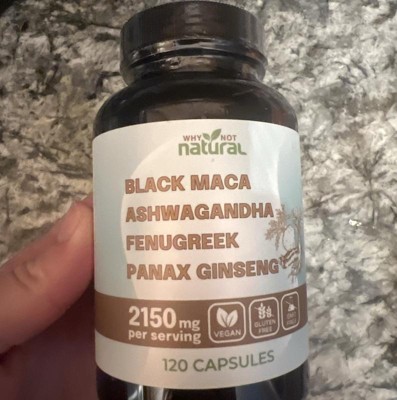 WHY NOT
natural
BLACK MACA
ASHWAGANDHA
FENUGREEK
PANAX GINSENG
2150 mg
per serving
VEGAN
GLUTEN
FREE
120 CAPSULES